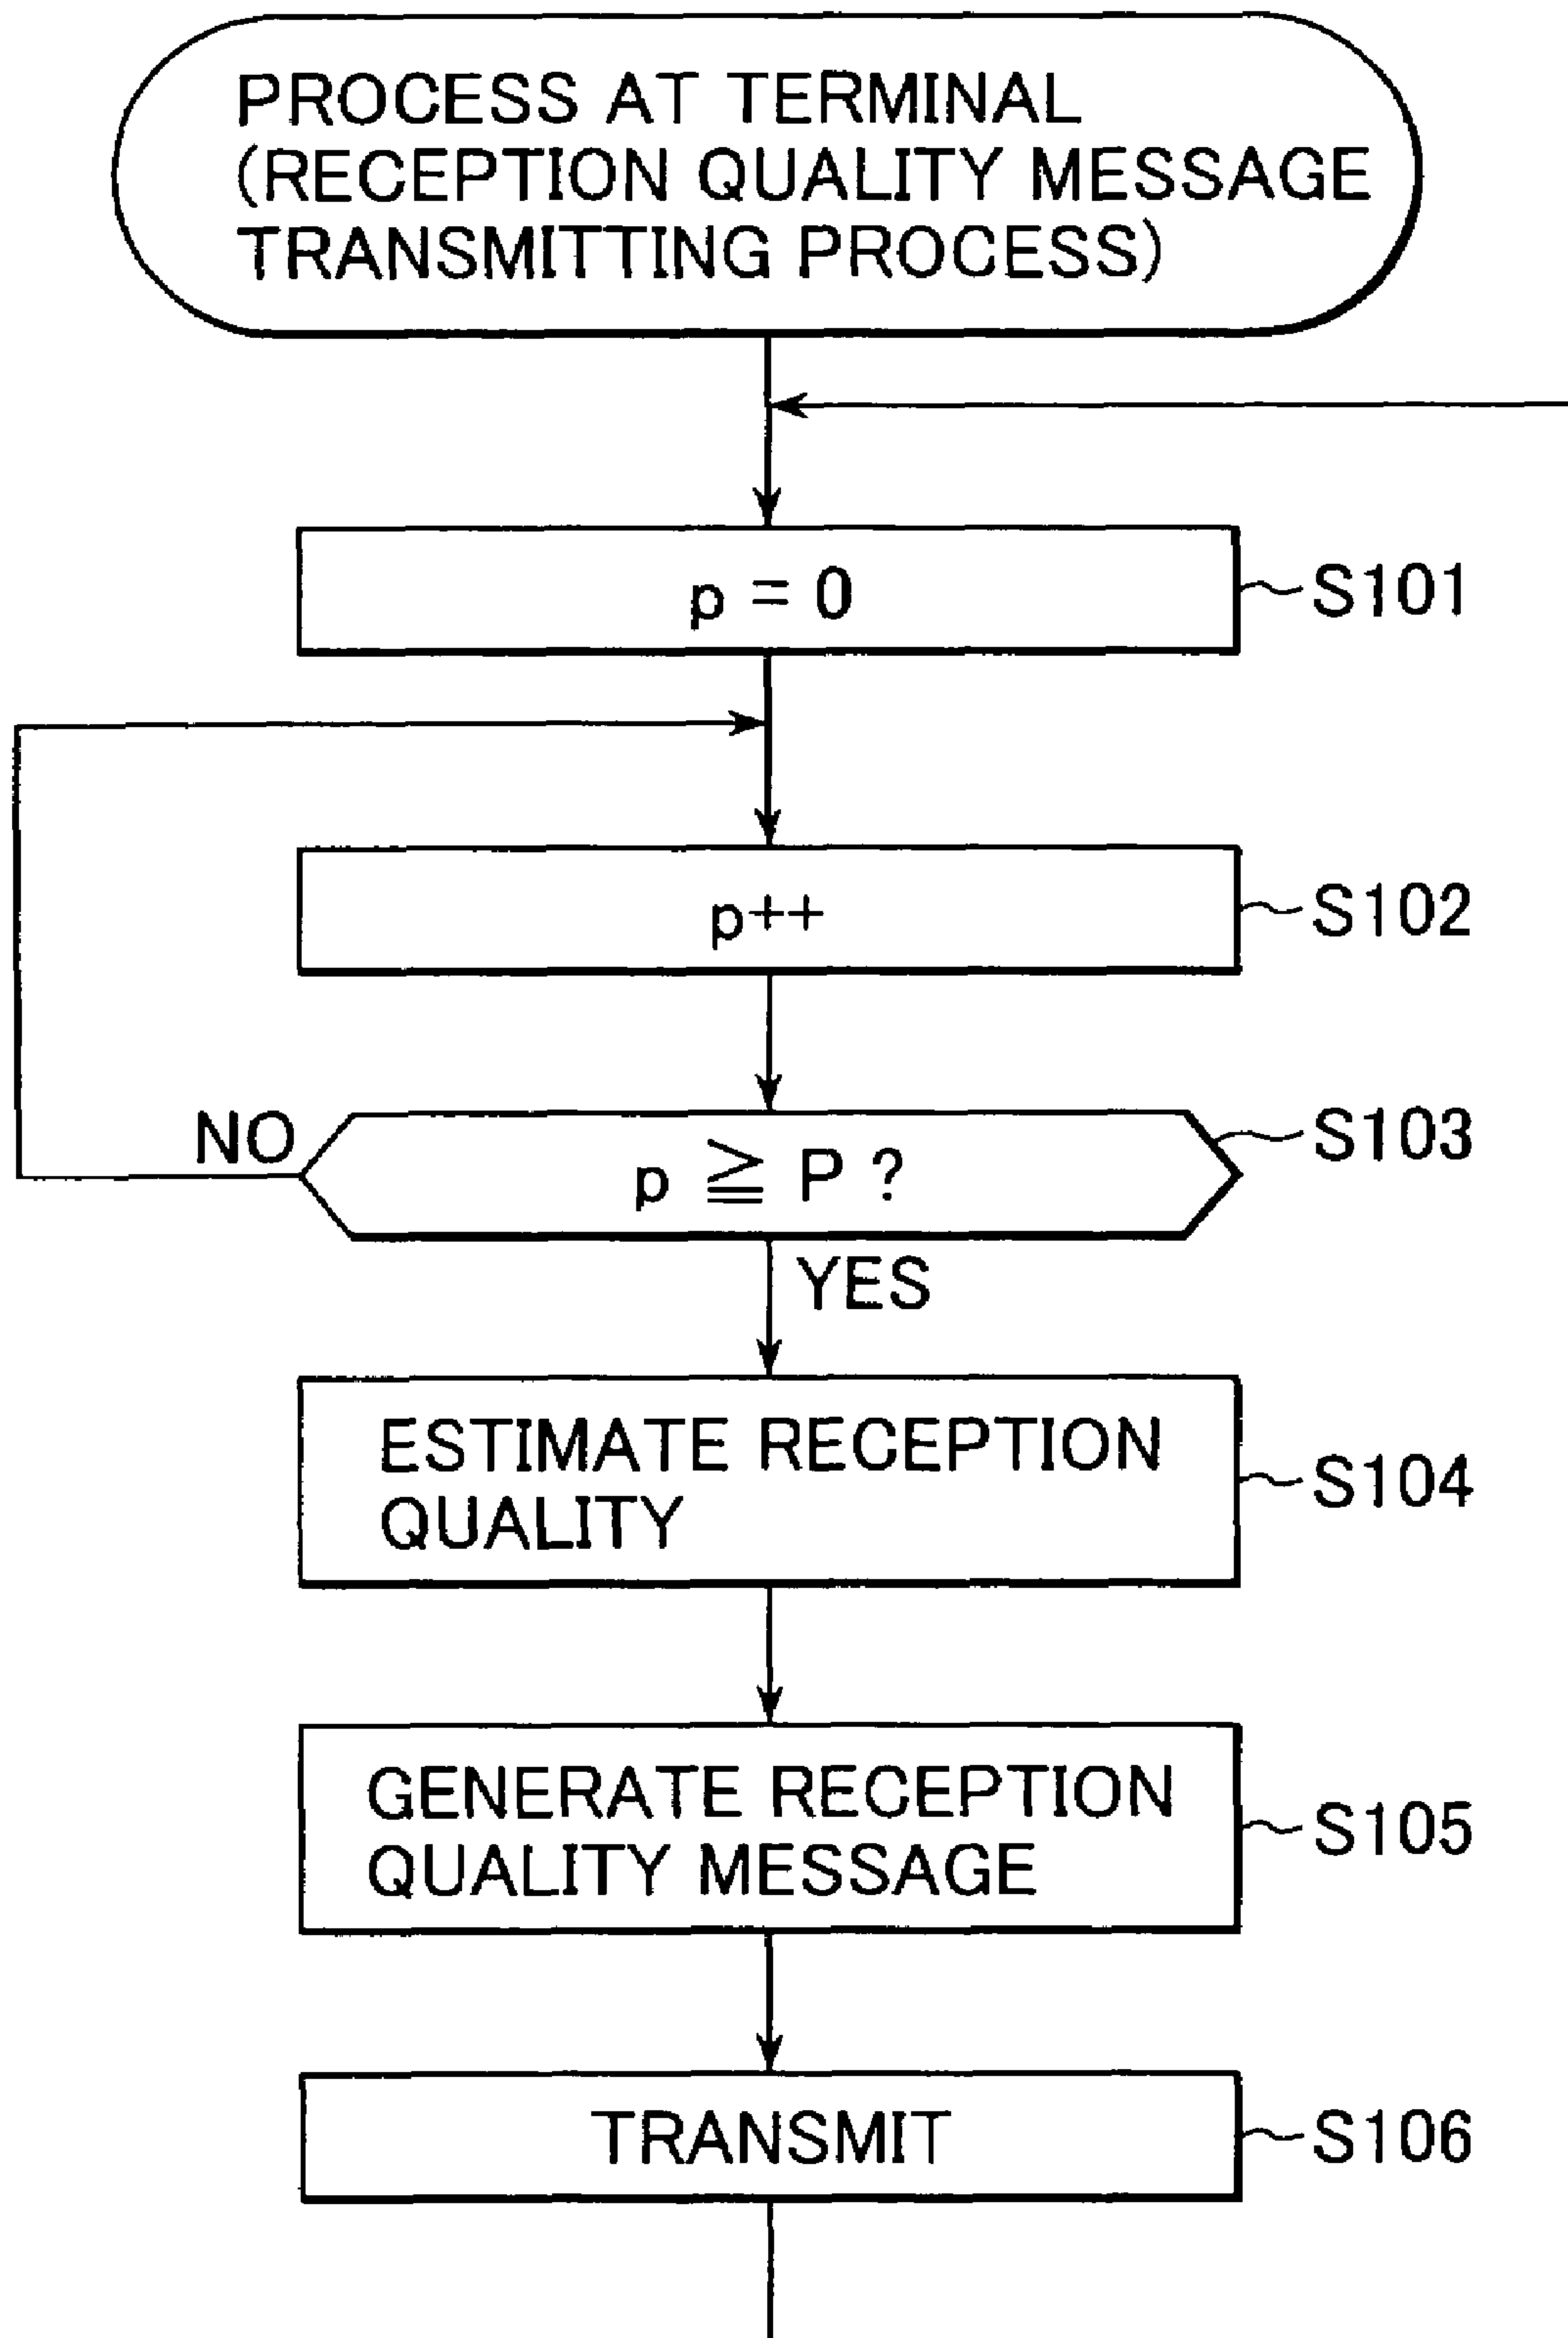 PROCESS AT TERMINAL
(RECEPTION QUALITY MESSAGE
TRANSMITTING PROCESS)
p = 0
S101
p++
S102
NO
p ≧ P ?
S103
YES
ESTIMATE RECEPTION
QUALITY
S104
GENERATE RECEPTION
QUALITY MESSAGE
S105
TRANSMIT
S106